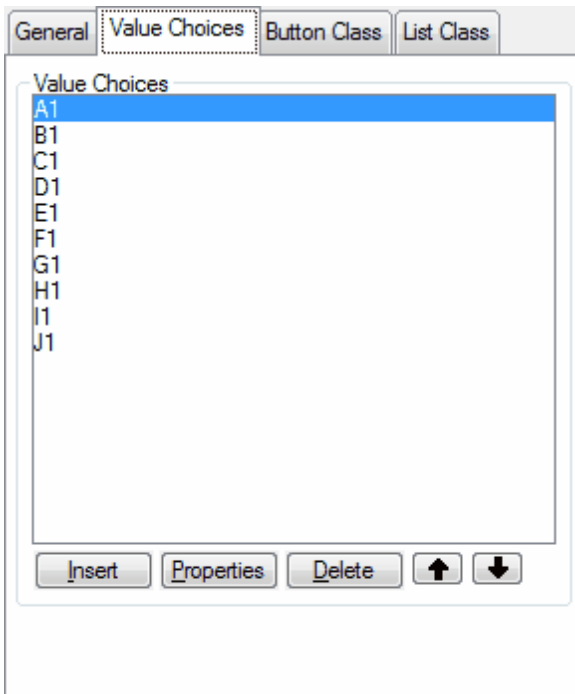 General Value Choices Button Class List Class
Value Choices
A1
B1
C1
D1
E1
F1
G1
H1
I1
J1
Insert Properties Delete